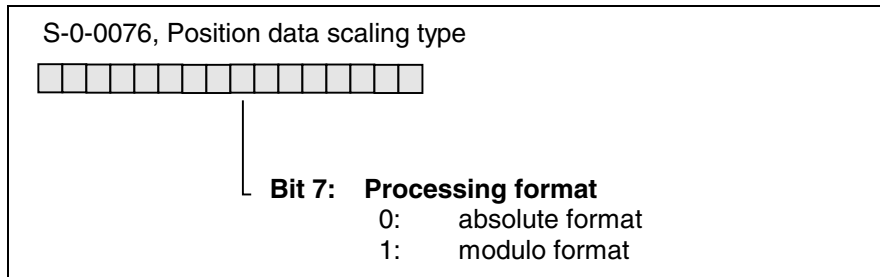 S-0-0076, Position data scaling type
Bit 7: Processing format
0: absolute format
1: modulo format